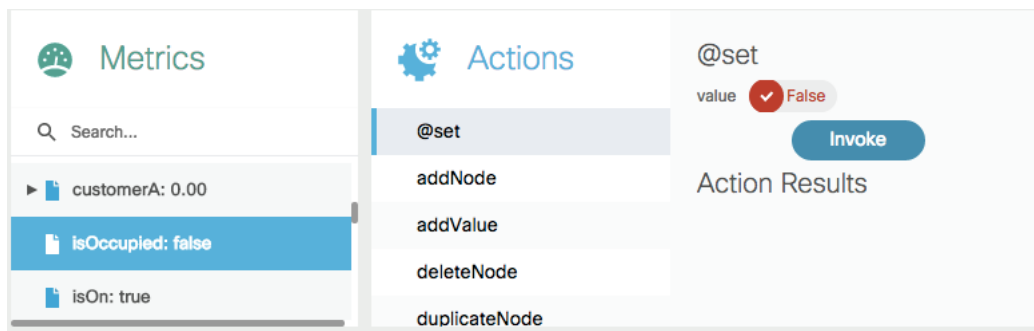 Metrics
Search...
customerA: 0.00
isOccupied: false
isOn: true
Actions
@set
addNode
addValue
deleteNode
duplicateNode
@set
value False
Invoke
Action Results